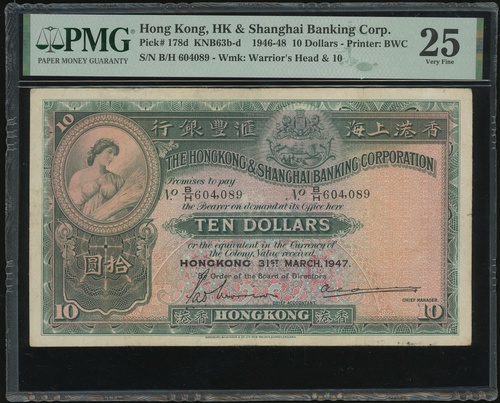 PMG
PAPER MONEY GUARANTY
Hong Kong, HK & Shanghai Banking Corp.
Pick# 178d KNB63b-d 1946-48 10 Dollars - Printer: BWC
S/N B/H 604089 - Wmk: Warrior's Head & 10
25
Very Fine
10
行銀豐滙 海上港香
THE HONGKONG & SHANGHAI BANKING CORPORATION
Promises to pay
No B/H 604,089 No B/H 604,089
the Bearer on demand at its Office here
TEN DOLLARS
or the equivalent in the Currency of
the Colony, Value received.
HONGKONG 31ST MARCH, 1947.
By Order of the Board of Directors
圓拾
CHIEF ACCOUNTANT
CHIEF MANAGER
10 港香 HONGKONG 港香 10